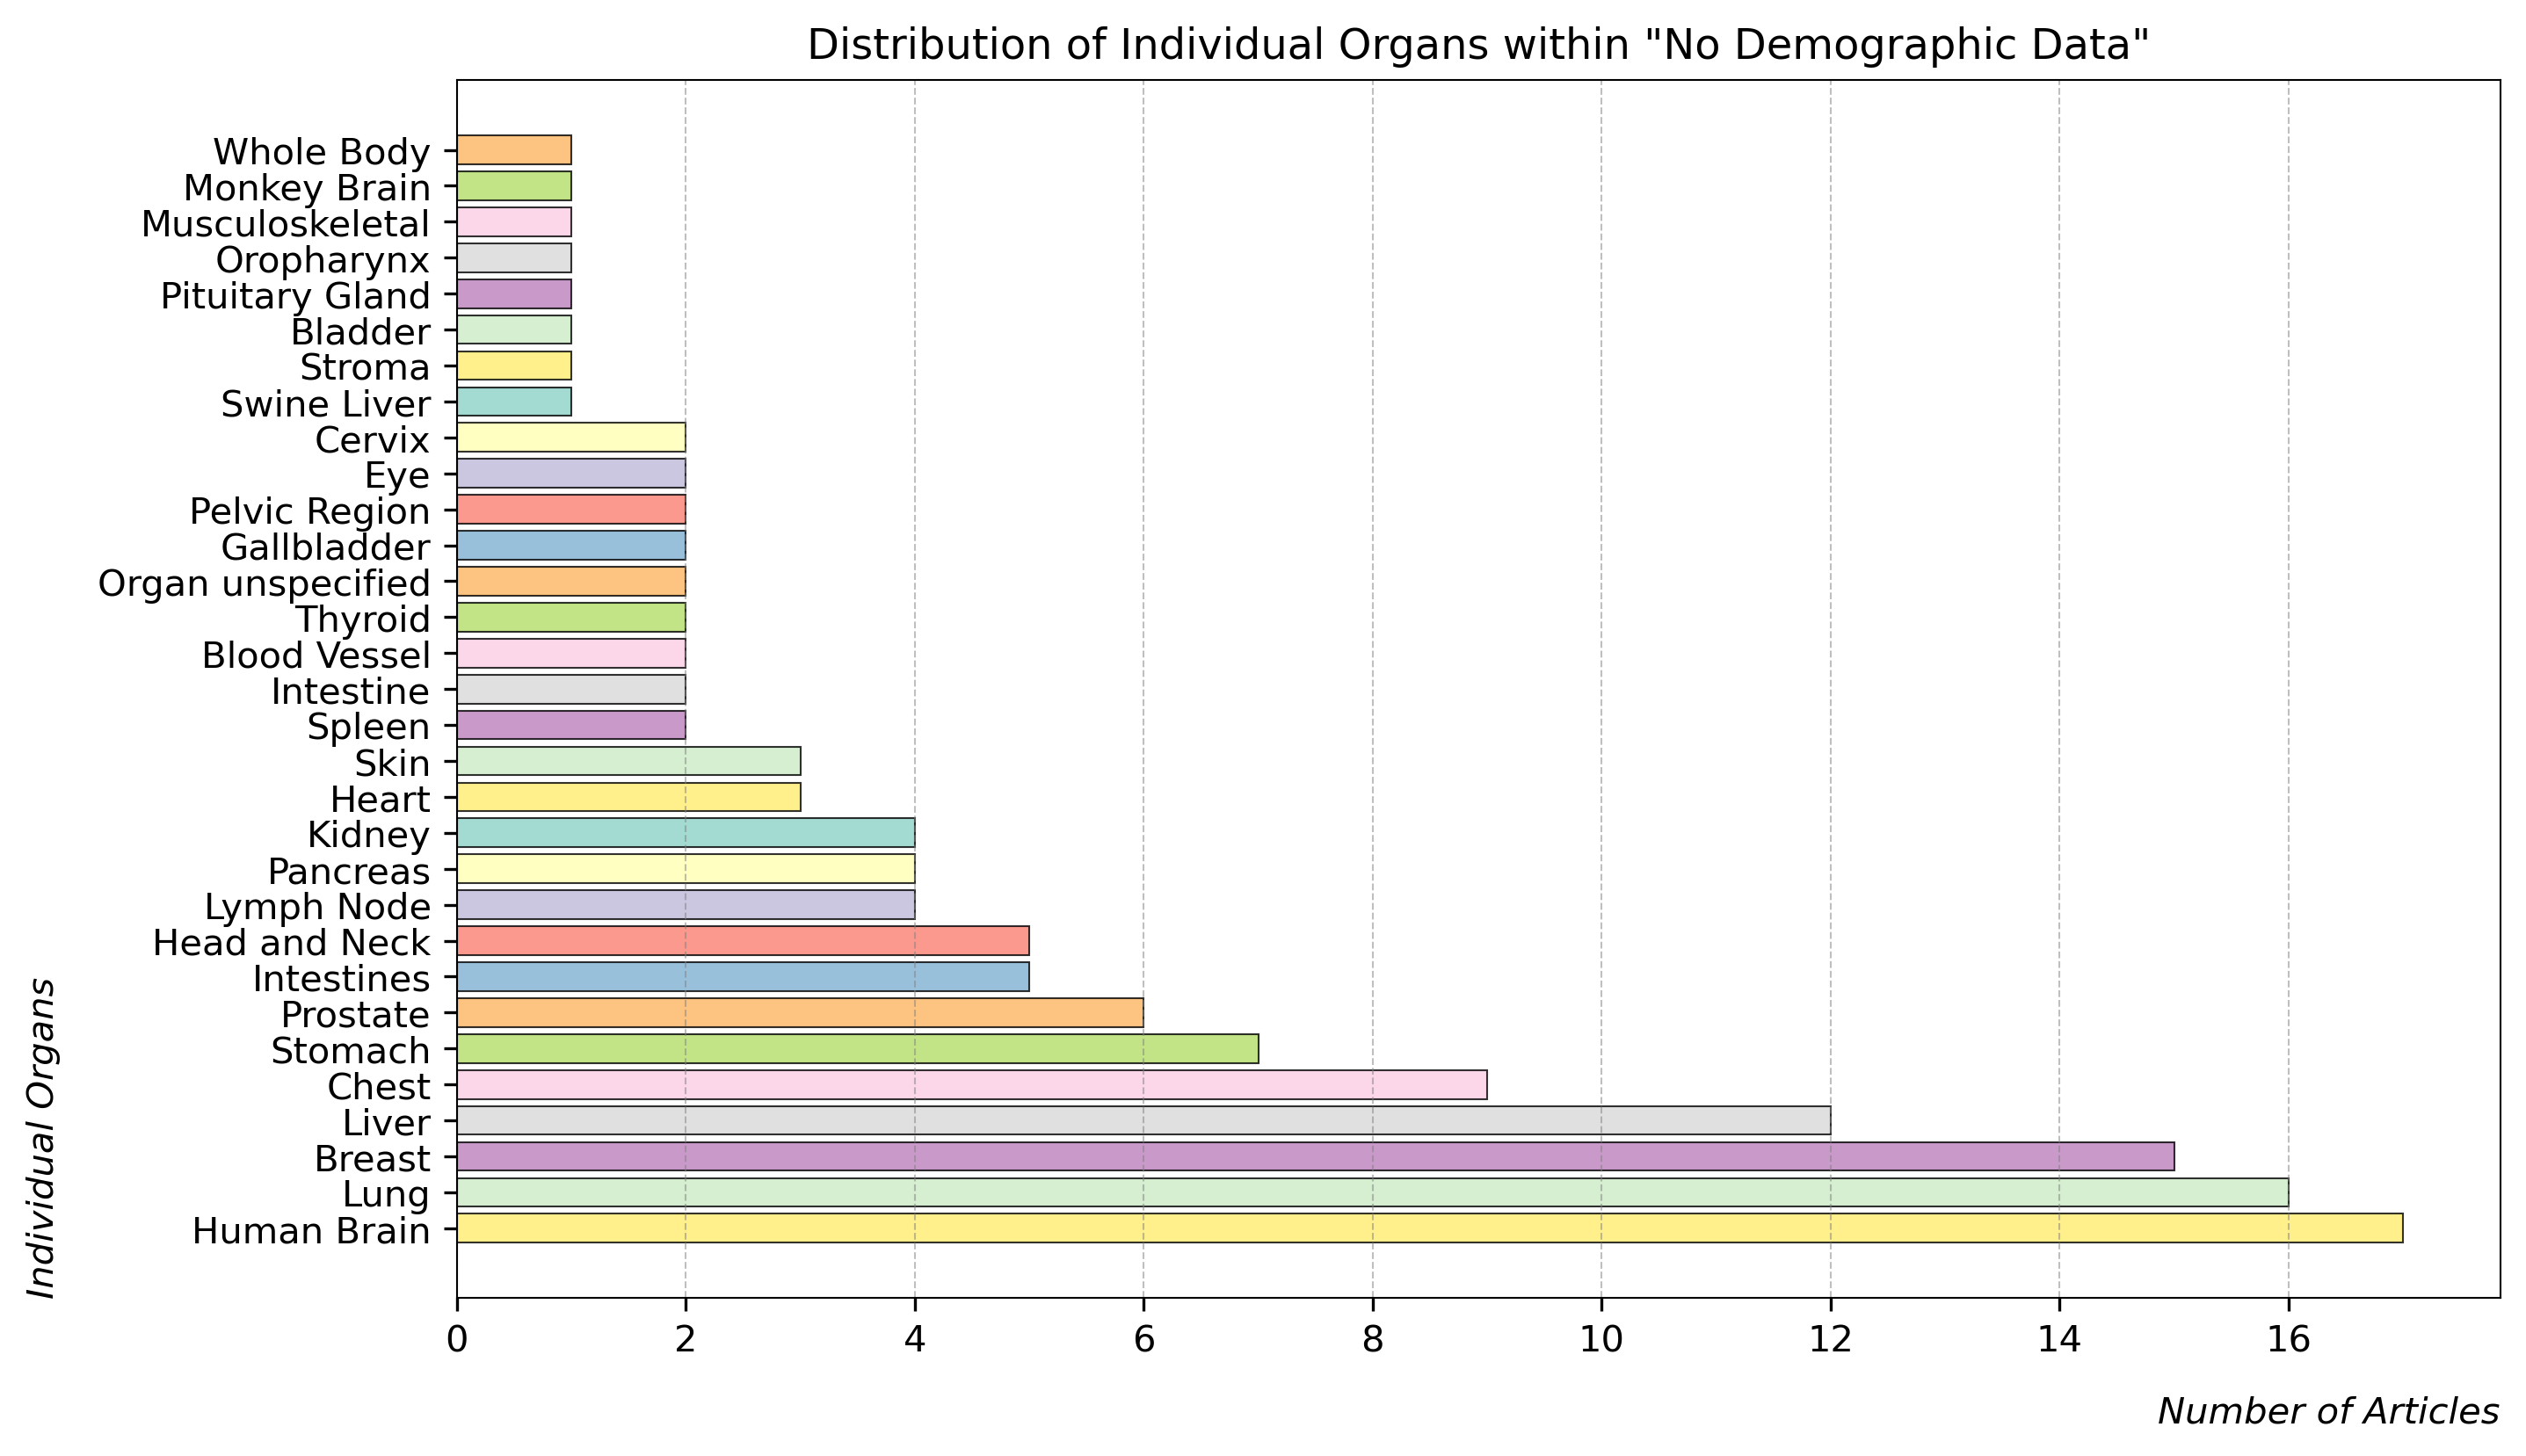 Distribution of Individual Organs within "No Demographic Data"
Whole Body
Monkey Brain
Musculoskeletal
Oropharynx
Pituitary Gland
Bladder
Stroma
Swine Liver
Cervix
Eye
Pelvic Region
Gallbladder
Organ unspecified
Thyroid
Blood Vessel
Intestine
Spleen
Skin
Heart
Kidney
Pancreas
Lymph Node
Head and Neck
Intestines
Prostate
Stomach
Chest
Liver
Breast
Lung
Human Brain
Individual Organs
0 2 4 6 8 10 12 14 16
Number of Articles